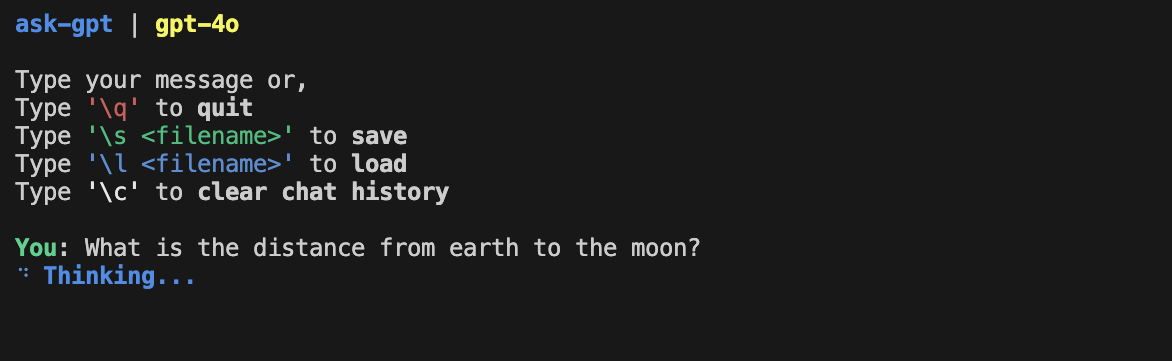 ask-gpt | gpt-4o
Type your message or,
Type '\q' to quit
Type '\s <filename>' to save
Type '\l <filename>' to load
Type '\c' to clear chat history
You: What is the distance from earth to the moon?
⠙ Thinking...